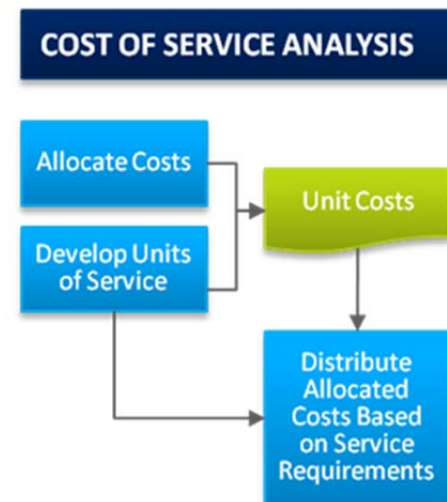 COST OF SERVICE ANALYSIS
Allocate Costs
Unit Costs
Develop Units
of Service
Distribute
Allocated
Costs Based
on Service
Requirements